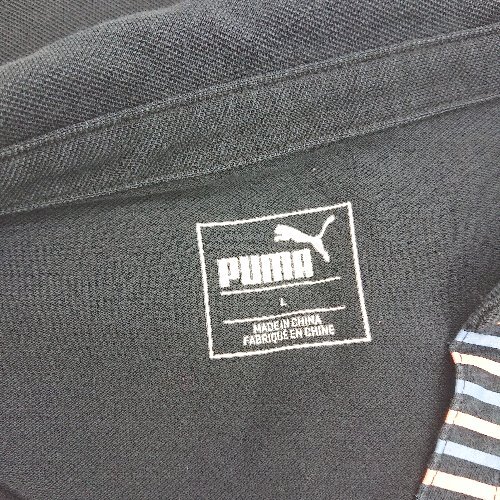 PUMA
L
MADE IN CHINA
FABRIQUÉ EN CHINE